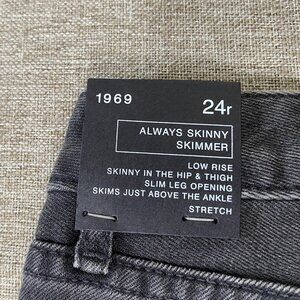 1969
24r
ALWAYS SKINNY
SKIMMER
LOW RISE
SKINNY IN THE HIP & THIGH
SLIM LEG OPENING
SKIMS JUST ABOVE THE ANKLE
STRETCH